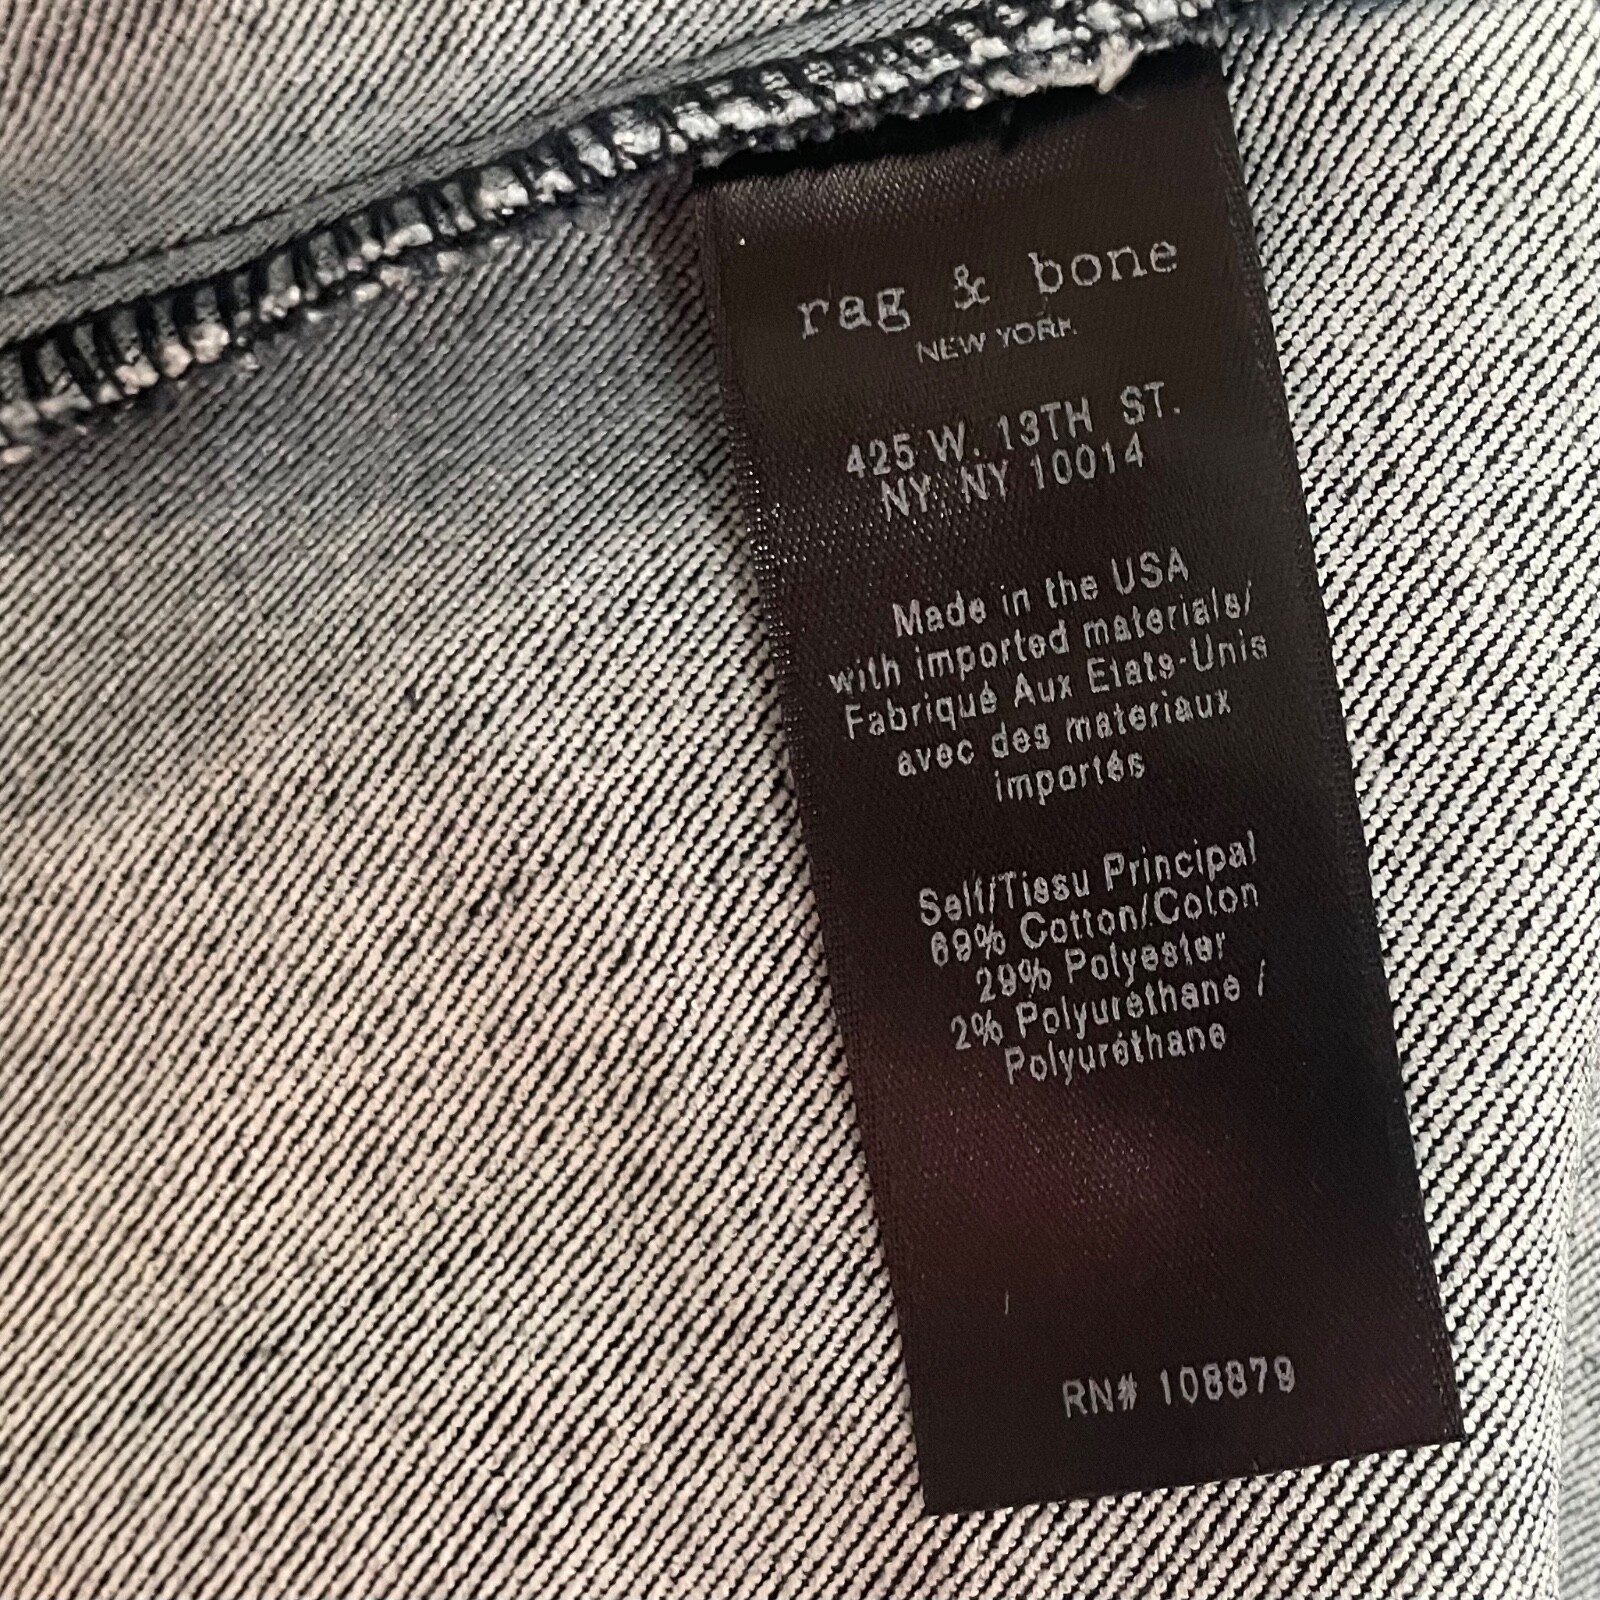 rag & bone
NEW YORK
425 W. 13TH ST.
NY, NY 10014
Made in the USA
with imported materials/
Fabriqué Aux Etats-Unis
avec des materiaux
importés
Self/Tissu Principal
69% Cotton/Coton
29% Polyester
2% Polyuréthane /
Polyuréthane
RN# 108879